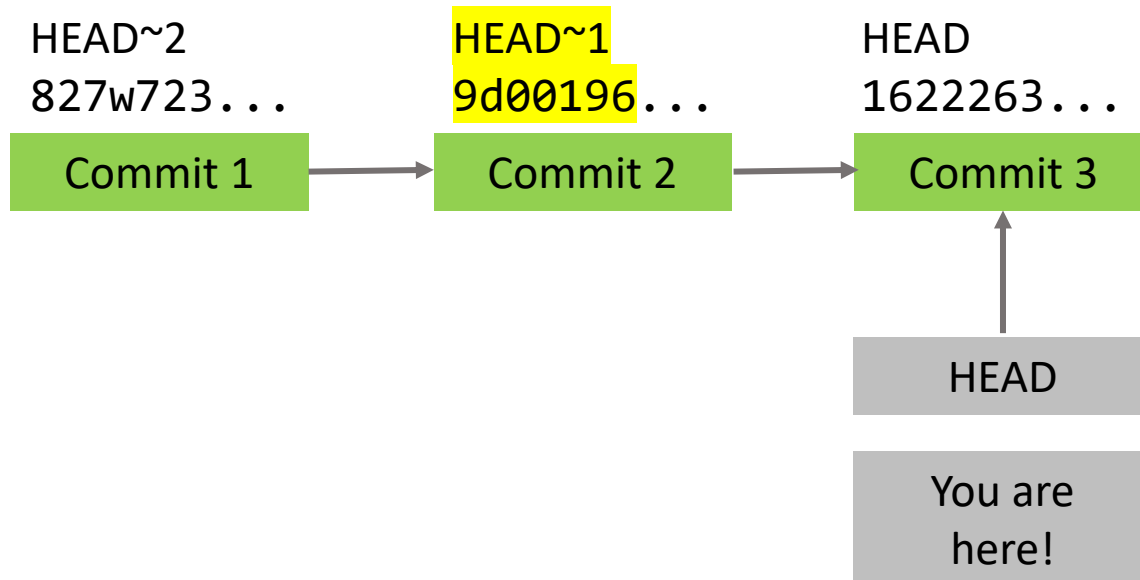 HEAD~2
827w723...
Commit 1
HEAD~1
9d00196...
Commit 2
HEAD
1622263...
Commit 3
HEAD
You are
here!